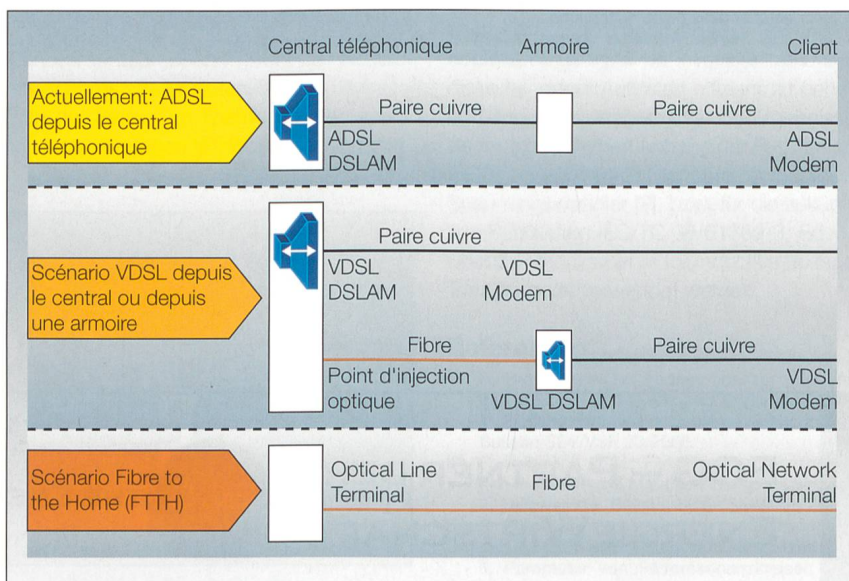 Central téléphonique Armoire Client
Actuellement: ADSL
depuis le central
téléphonique
Paire cuivre Paire cuivre
ADSL
DSLAM
ADSL
Modem
Scénario VDSL depuis
le central ou depuis
une armoire
Paire cuivre
VDSL
DSLAM
VDSL
Modem
Fibre Paire cuivre
Point d'injection
optique
VDSL DSLAM
VDSL
Modem
Scénario Fibre to
the Home (FTTH)
Optical Line
Terminal
Fibre
Optical Network
Terminal